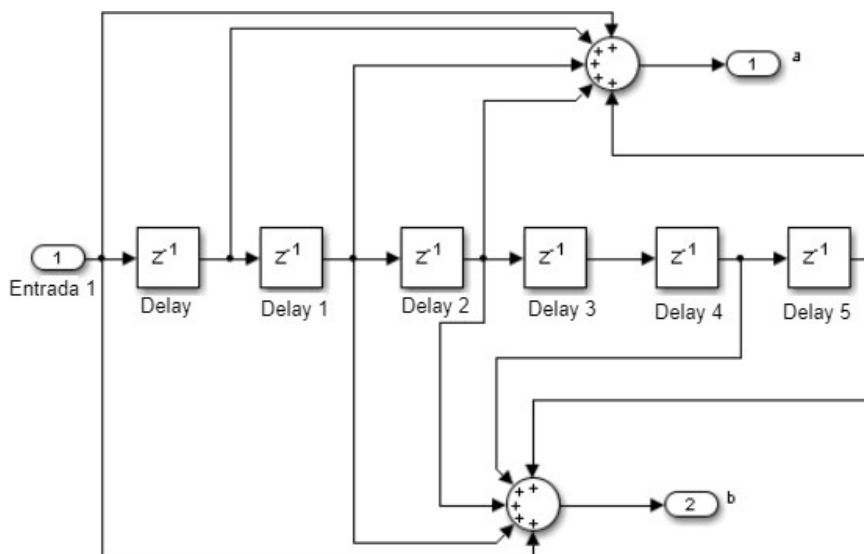 +
+
+
+
+
1
a
1
z-1
z-1
z-1
z-1
z-1
z-1
Entrada 1
Delay
Delay 1
Delay 2
Delay 3
Delay 4
Delay 5
+
+
+
+
+
2
b